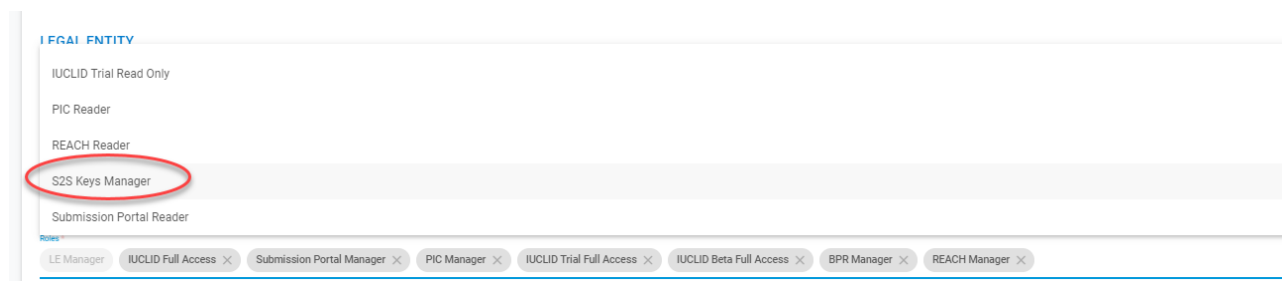 LEGAL ENTITY
IUCLID Trial Read Only
PIC Reader
REACH Reader
S2S Keys Manager
Submission Portal Reader
Roles *
LE Manager IUCLID Full Access × Submission Portal Manager × PIC Manager × IUCLID Trial Full Access × IUCLID Beta Full Access × BPR Manager × REACH Manager ×